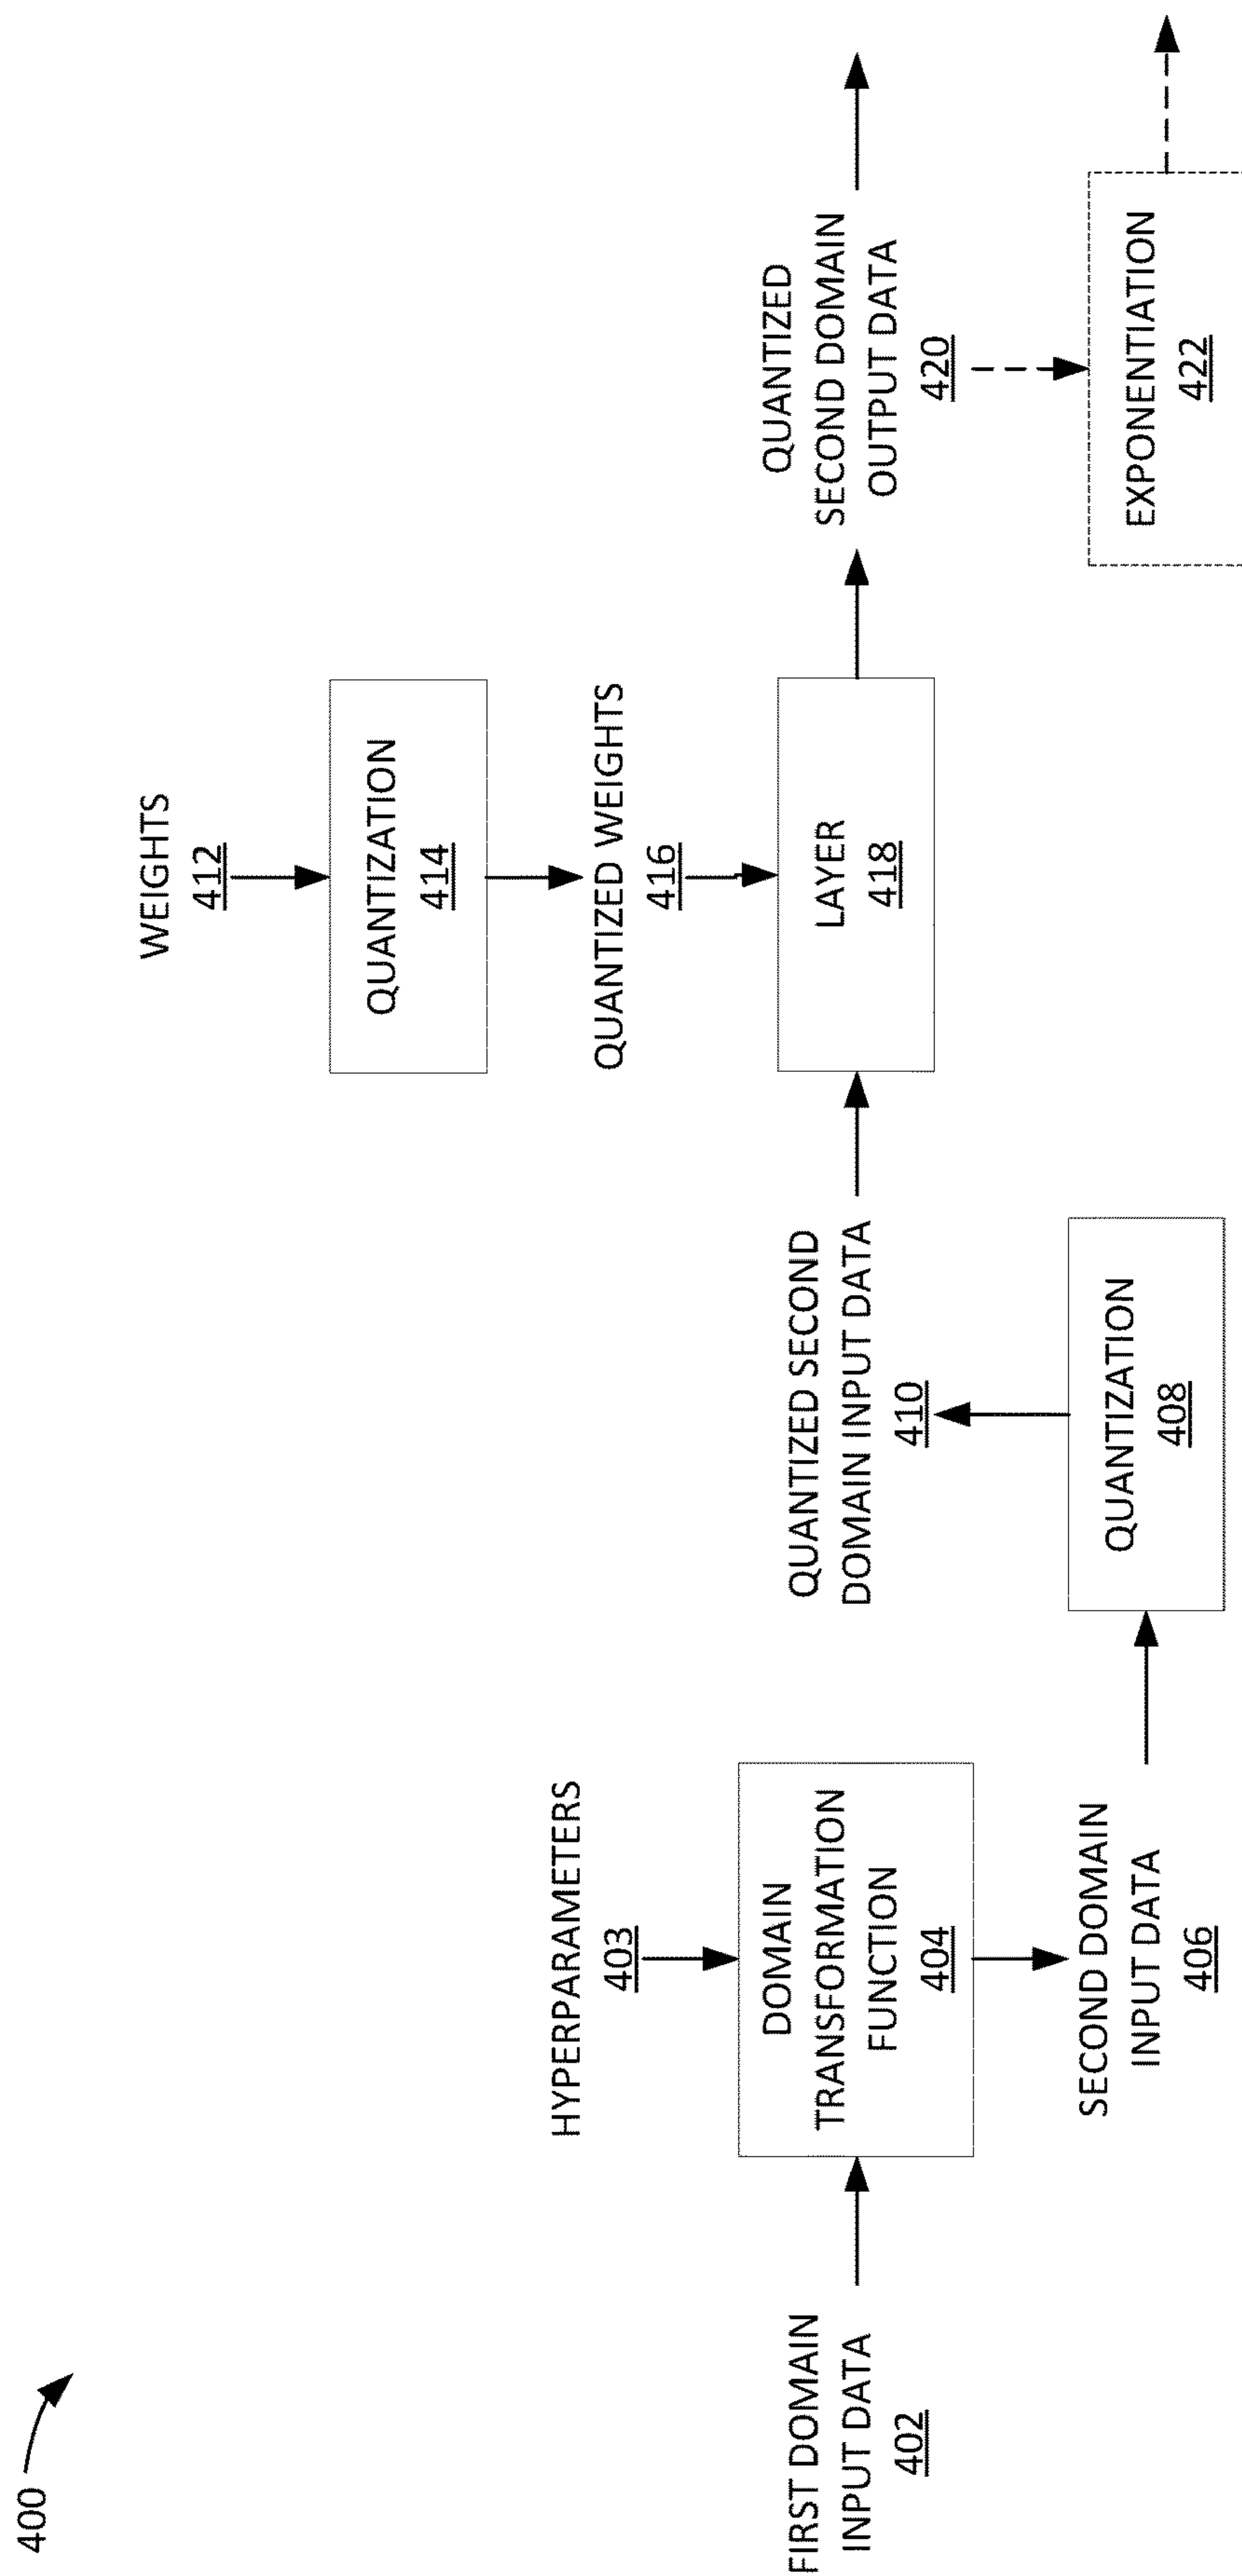 400
FIRST DOMAIN
INPUT DATA
402
HYPERPARAMETERS
403
DOMAIN
TRANSFORMATION
FUNCTION
404
SECOND DOMAIN
INPUT DATA
406
QUANTIZATION
408
QUANTIZED SECOND
DOMAIN INPUT DATA
410
WEIGHTS
412
QUANTIZATION
414
QUANTIZED WEIGHTS
416
LAYER
418
QUANTIZED
SECOND DOMAIN
OUTPUT DATA
420
EXPONENTIATION
422